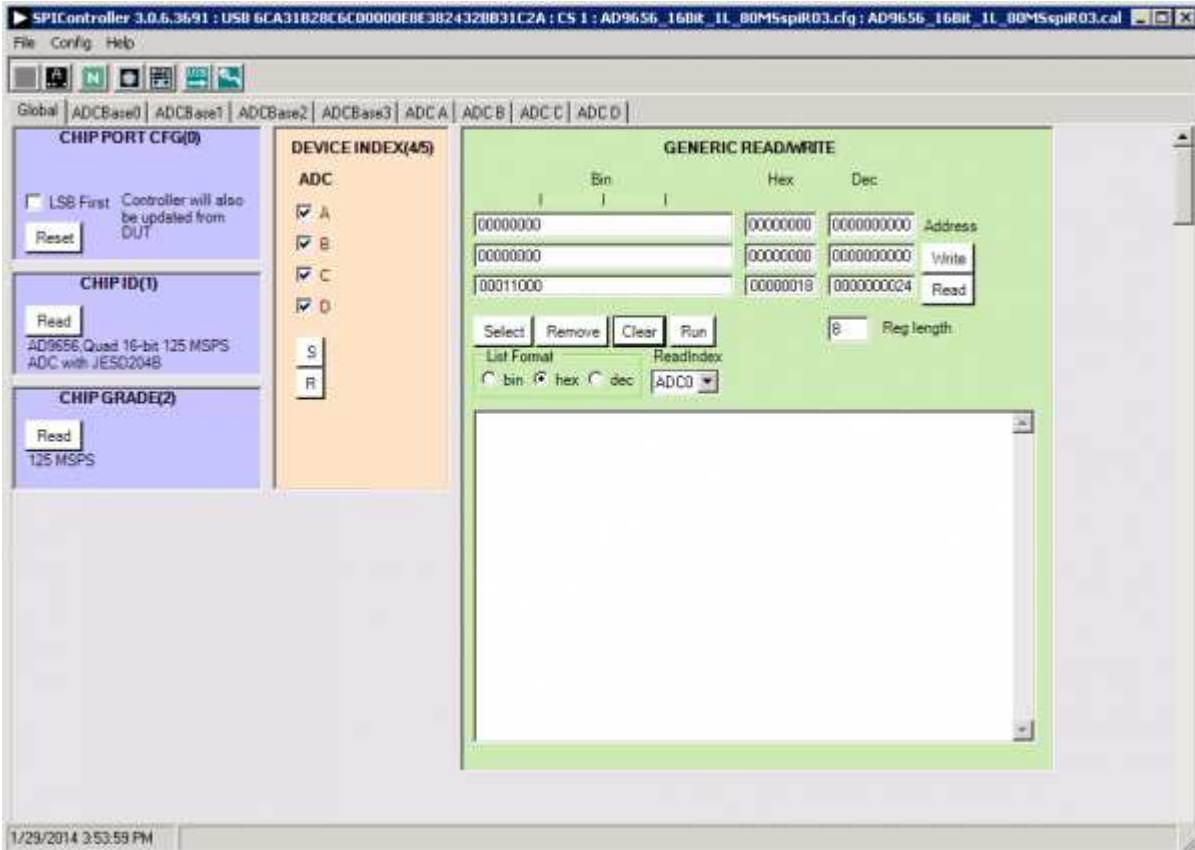 SPIController 3.0.6.3691 : USB 6CA31B28C6C00000E8E3824328B31C2A : CS 1 : AD9656_16Bit_1L_80MSspiR03.cfg : AD9656_16Bit_1L_80MSspiR03.cal
File Config Help
Global ADCBase0 ADCBase1 ADCBase2 ADCBase3 ADC A ADC B ADC C ADC D
CHIP PORT CFG(0)
LSB First
Controller will also
be updated from
DUT
Reset
CHIP ID(1)
Read
AD9656,Quad 16-bit 125 MSPS
ADC with JESD204B
CHIP GRADE(2)
Read
125 MSPS
DEVICE INDEX(4/5)
ADC
A
B
C
D
S
R
GENERIC READ/WRITE
Bin Hex Dec
00000000 00000000 0000000000 Address
00000000 00000000 0000000000 Write
00011000 00000018 0000000024 Read
Select Remove Clear Run 8 Reg length
List Format ReadIndex
bin hex dec ADC0
1/29/2014 3:53:59 PM